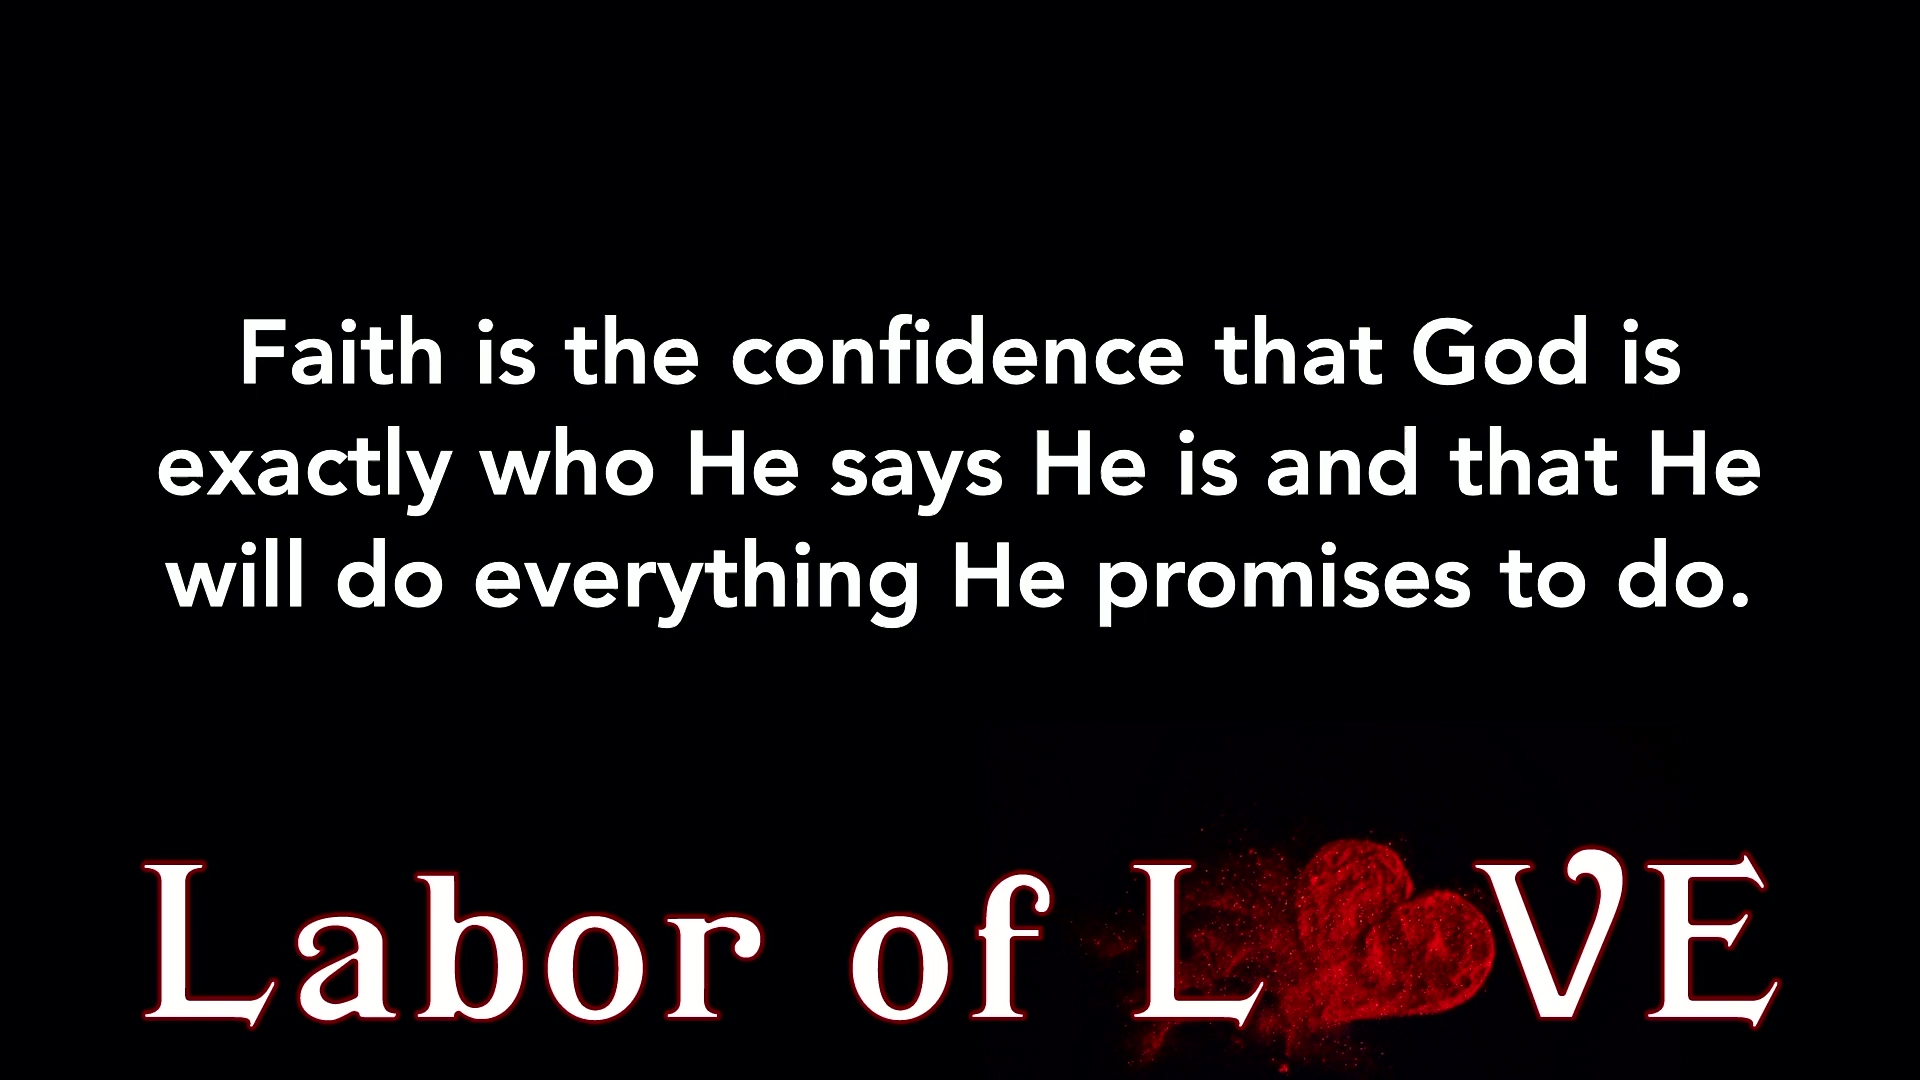 Faith is the confidence that God is
exactly who He says He is and that He
will do everything He promises to do.
Labor of LVE